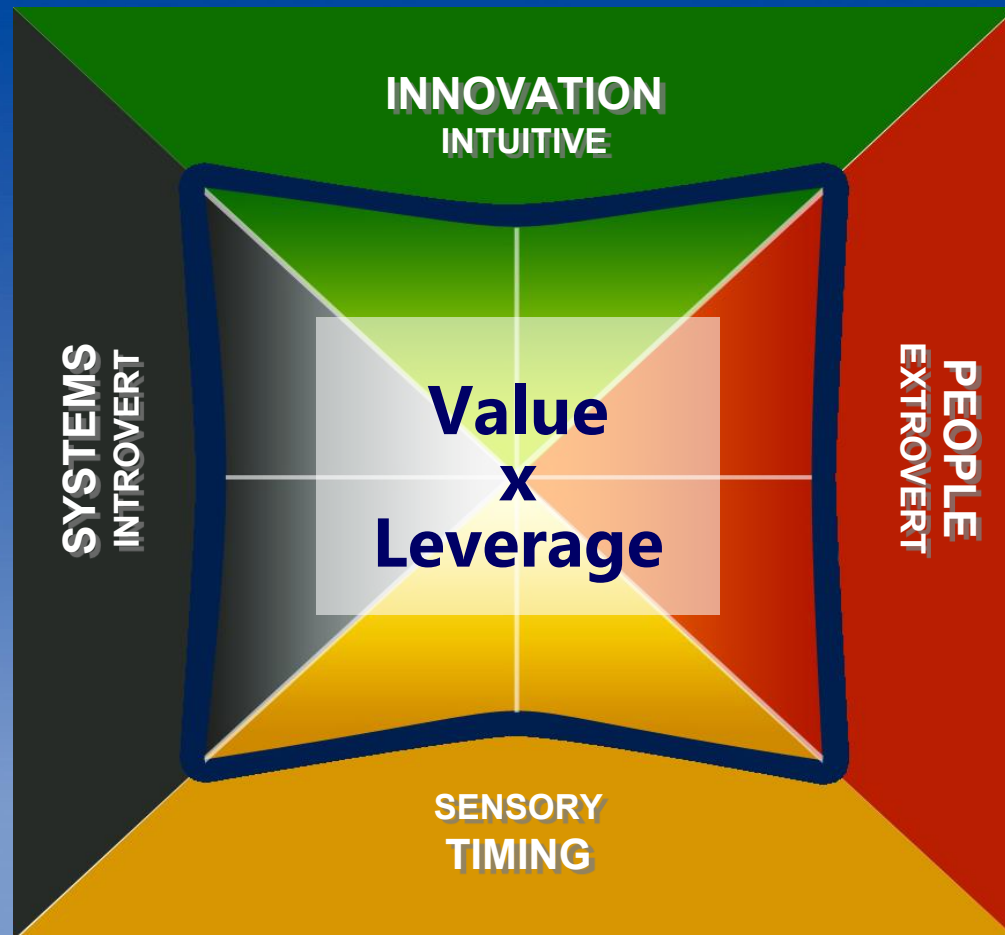 INNOVATION
INTUITIVE
SYSTEMS
INTROVERT
Value
x
Leverage
PEOPLE
EXTROVERT
SENSORY
TIMING